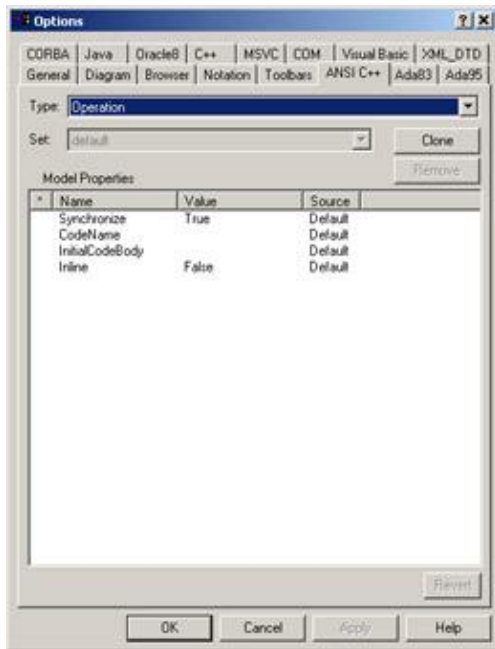 Options
CORBA Java Oracle8 C++ MSVC COM Visual Basic XML_DTD
General Diagram Browser Notation Toolbars ANSI C++ Ada83 Ada95
Type: Operation
Set: default Clone
Remove
Model Properties
* Name Value Source
Synchronize True Default
CodeName Default
InitialCodeBody Default
Inline False Default
Revert
OK Cancel Apply Help